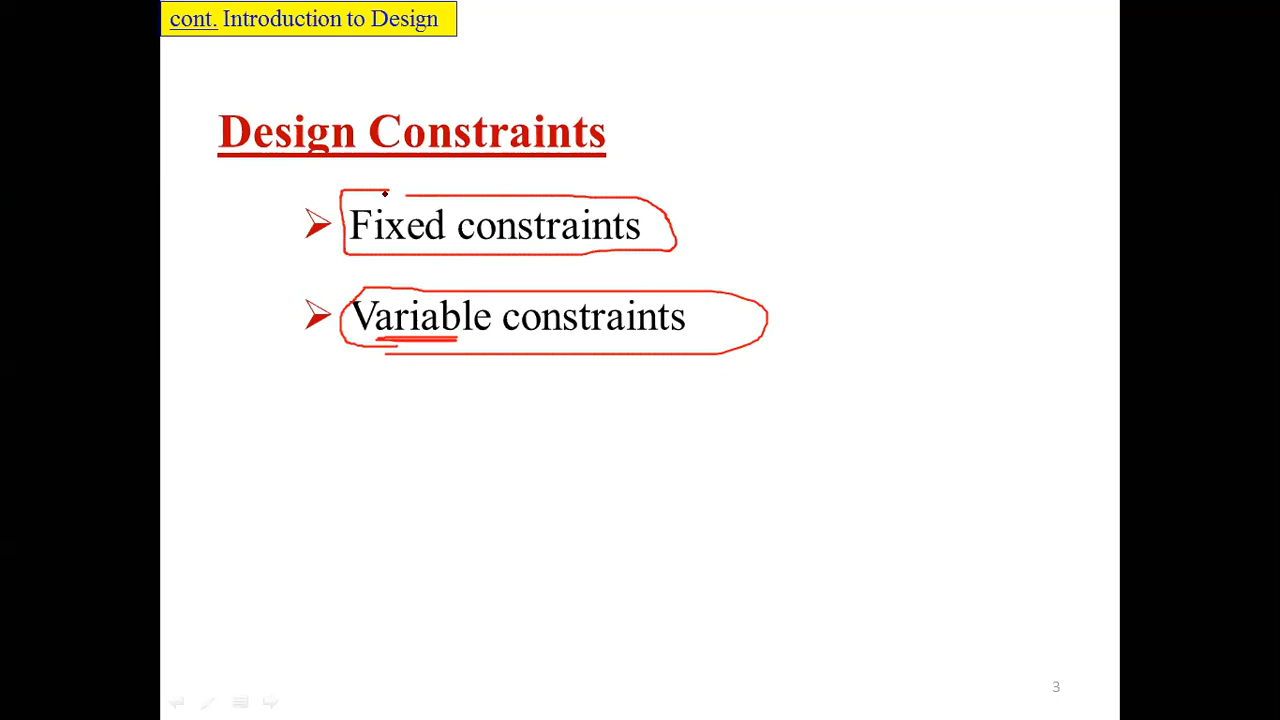 cont. Introduction to Design
Design Constraints
Fixed constraints
Variable constraints
3